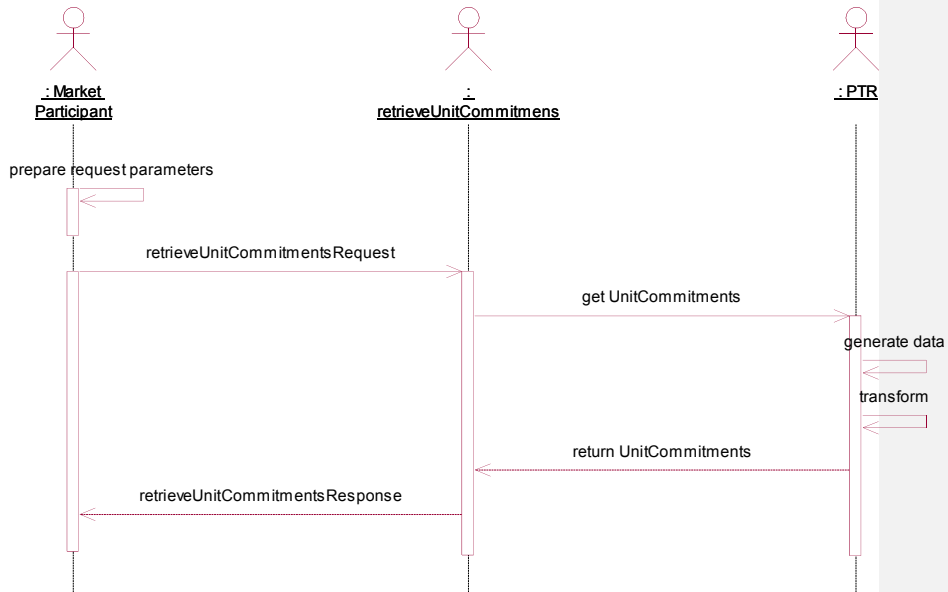 : Market
Participant
:
retrieveUnitCommitmens
: PTR
prepare request parameters
retrieveUnitCommitmentsRequest
get UnitCommitments
generate data
transform
return UnitCommitments
retrieveUnitCommitmentsResponse